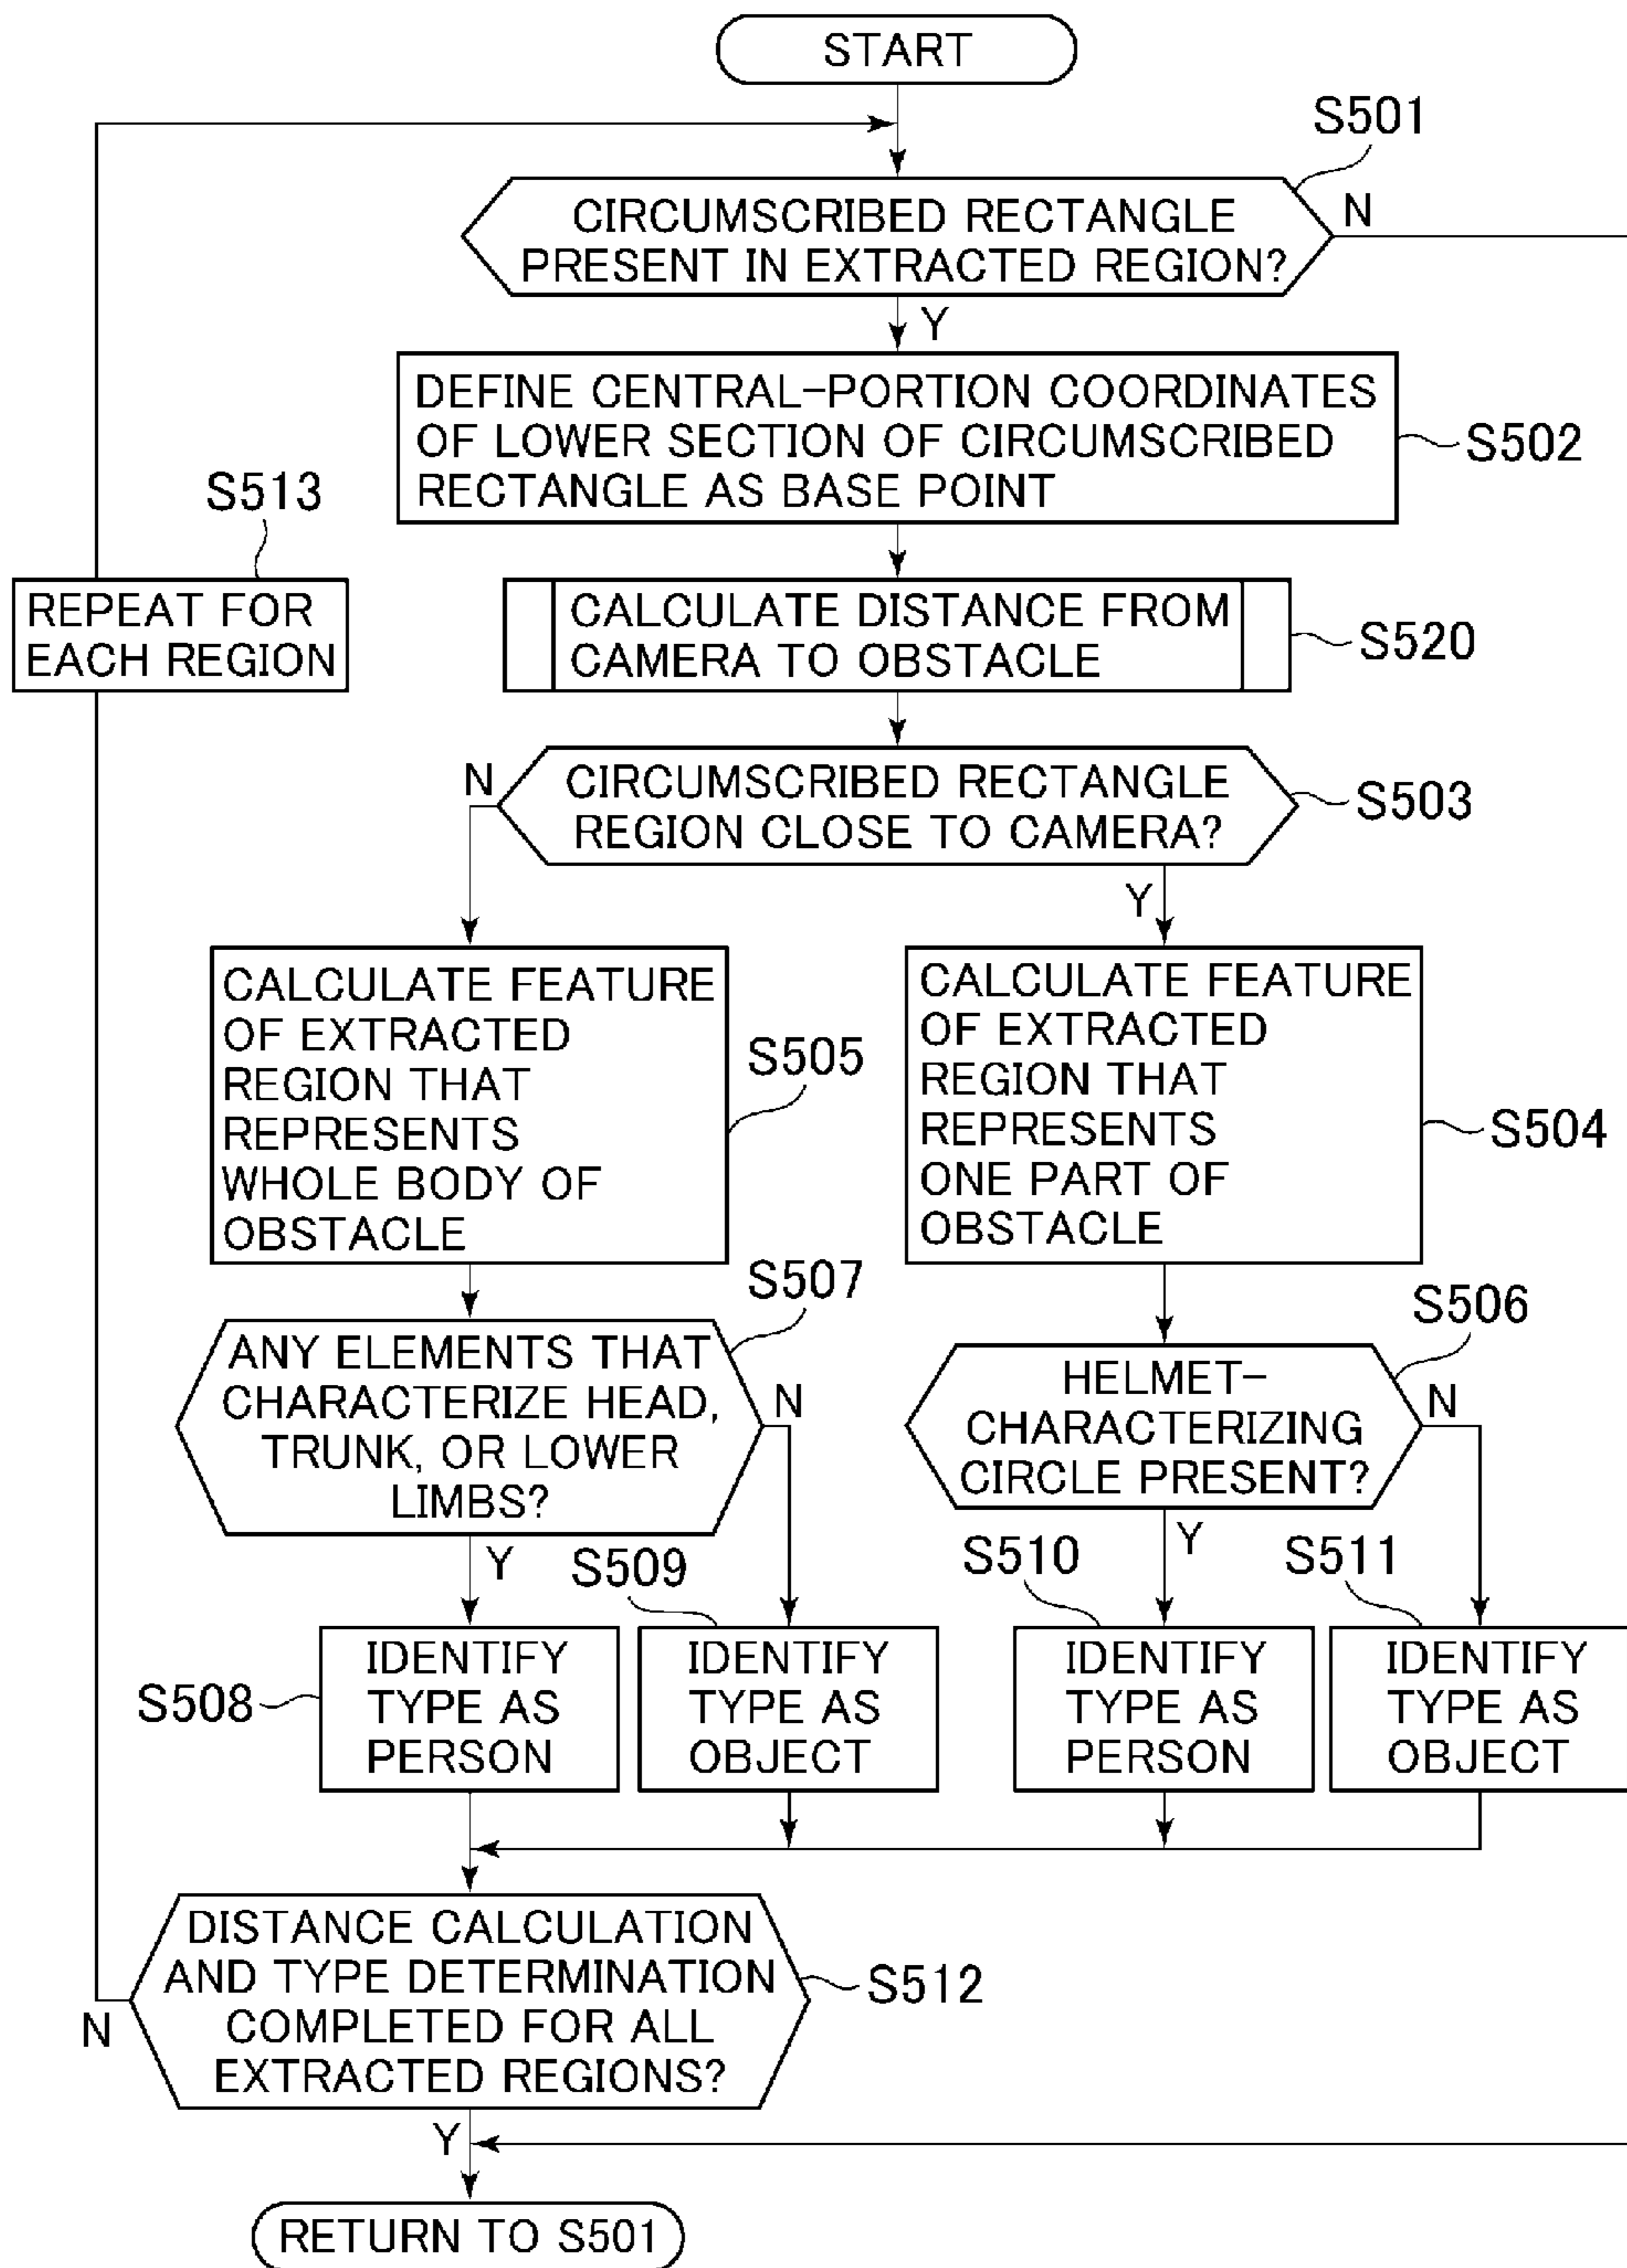 START
S501
CIRCUMSCRIBED RECTANGLE
PRESENT IN EXTRACTED REGION?
N
Y
DEFINE CENTRAL-PORTION COORDINATES
OF LOWER SECTION OF CIRCUMSCRIBED
RECTANGLE AS BASE POINT
S502
S513
REPEAT FOR
EACH REGION
CALCULATE DISTANCE FROM
CAMERA TO OBSTACLE
S520
N
CIRCUMSCRIBED RECTANGLE
REGION CLOSE TO CAMERA?
S503
Y
CALCULATE FEATURE
OF EXTRACTED
REGION THAT
REPRESENTS
WHOLE BODY OF
OBSTACLE
S505
CALCULATE FEATURE
OF EXTRACTED
REGION THAT
REPRESENTS
ONE PART OF
OBSTACLE
S504
S507
ANY ELEMENTS THAT
CHARACTERIZE HEAD,
TRUNK, OR LOWER
LIMBS?
N
Y
S506
HELMET-
CHARACTERIZING
CIRCLE PRESENT?
N
Y
S508
IDENTIFY
TYPE AS
PERSON
S509
IDENTIFY
TYPE AS
OBJECT
S510
IDENTIFY
TYPE AS
PERSON
S511
IDENTIFY
TYPE AS
OBJECT
DISTANCE CALCULATION
AND TYPE DETERMINATION
COMPLETED FOR ALL
EXTRACTED REGIONS?
S512
N
Y
RETURN TO S501